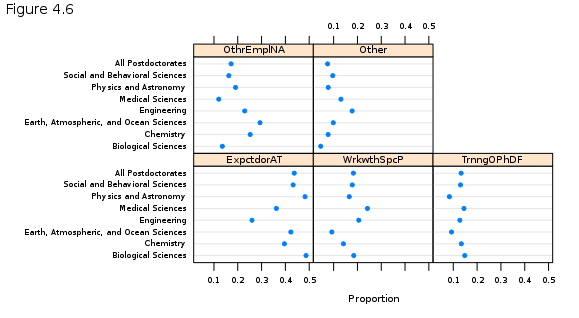 Figure 4.6
0.1 0.2 0.3 0.4 0.5
OthrEmplNA Other
All Postdoctorates
Social and Behavioral Sciences
Physics and Astronomy
Medical Sciences
Engineering
Earth, Atmospheric, and Ocean Sciences
Chemistry
Biological Sciences
ExpctdorAT WrkwthSpcP TrnngOPhDF
All Postdoctorates
Social and Behavioral Sciences
Physics and Astronomy
Medical Sciences
Engineering
Earth, Atmospheric, and Ocean Sciences
Chemistry
Biological Sciences
0.1 0.2 0.3 0.4 0.5 0.1 0.2 0.3 0.4 0.5
Proportion